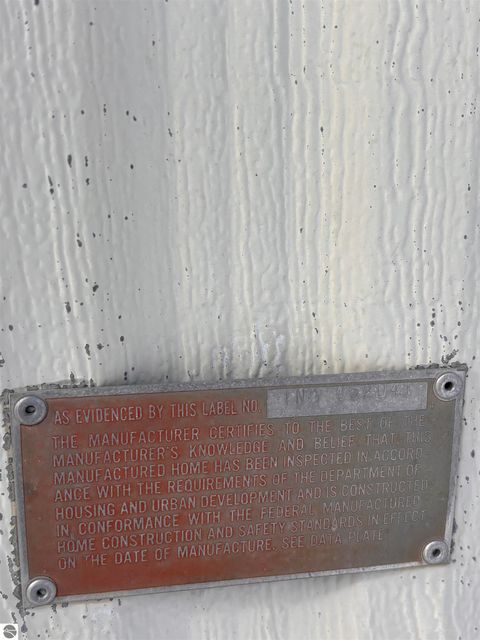 AS EVIDENCED BY THIS LABEL NO.
THE MANUFACTURER CERTIFIES TO THE BEST OF THE
MANUFACTURER'S KNOWLEDGE AND BELIEF THAT THIS
MANUFACTURED HOME HAS BEEN INSPECTED IN ACCORD-
ANCE WITH THE REQUIREMENTS OF THE DEPARTMENT OF
HOUSING AND URBAN DEVELOPMENT AND IS CONSTRUCTED
IN CONFORMANCE WITH THE FEDERAL MANUFACTURED
HOME CONSTRUCTION AND SAFETY STANDARDS IN EFFECT
ON THE DATE OF MANUFACTURE. SEE DATA PLATE